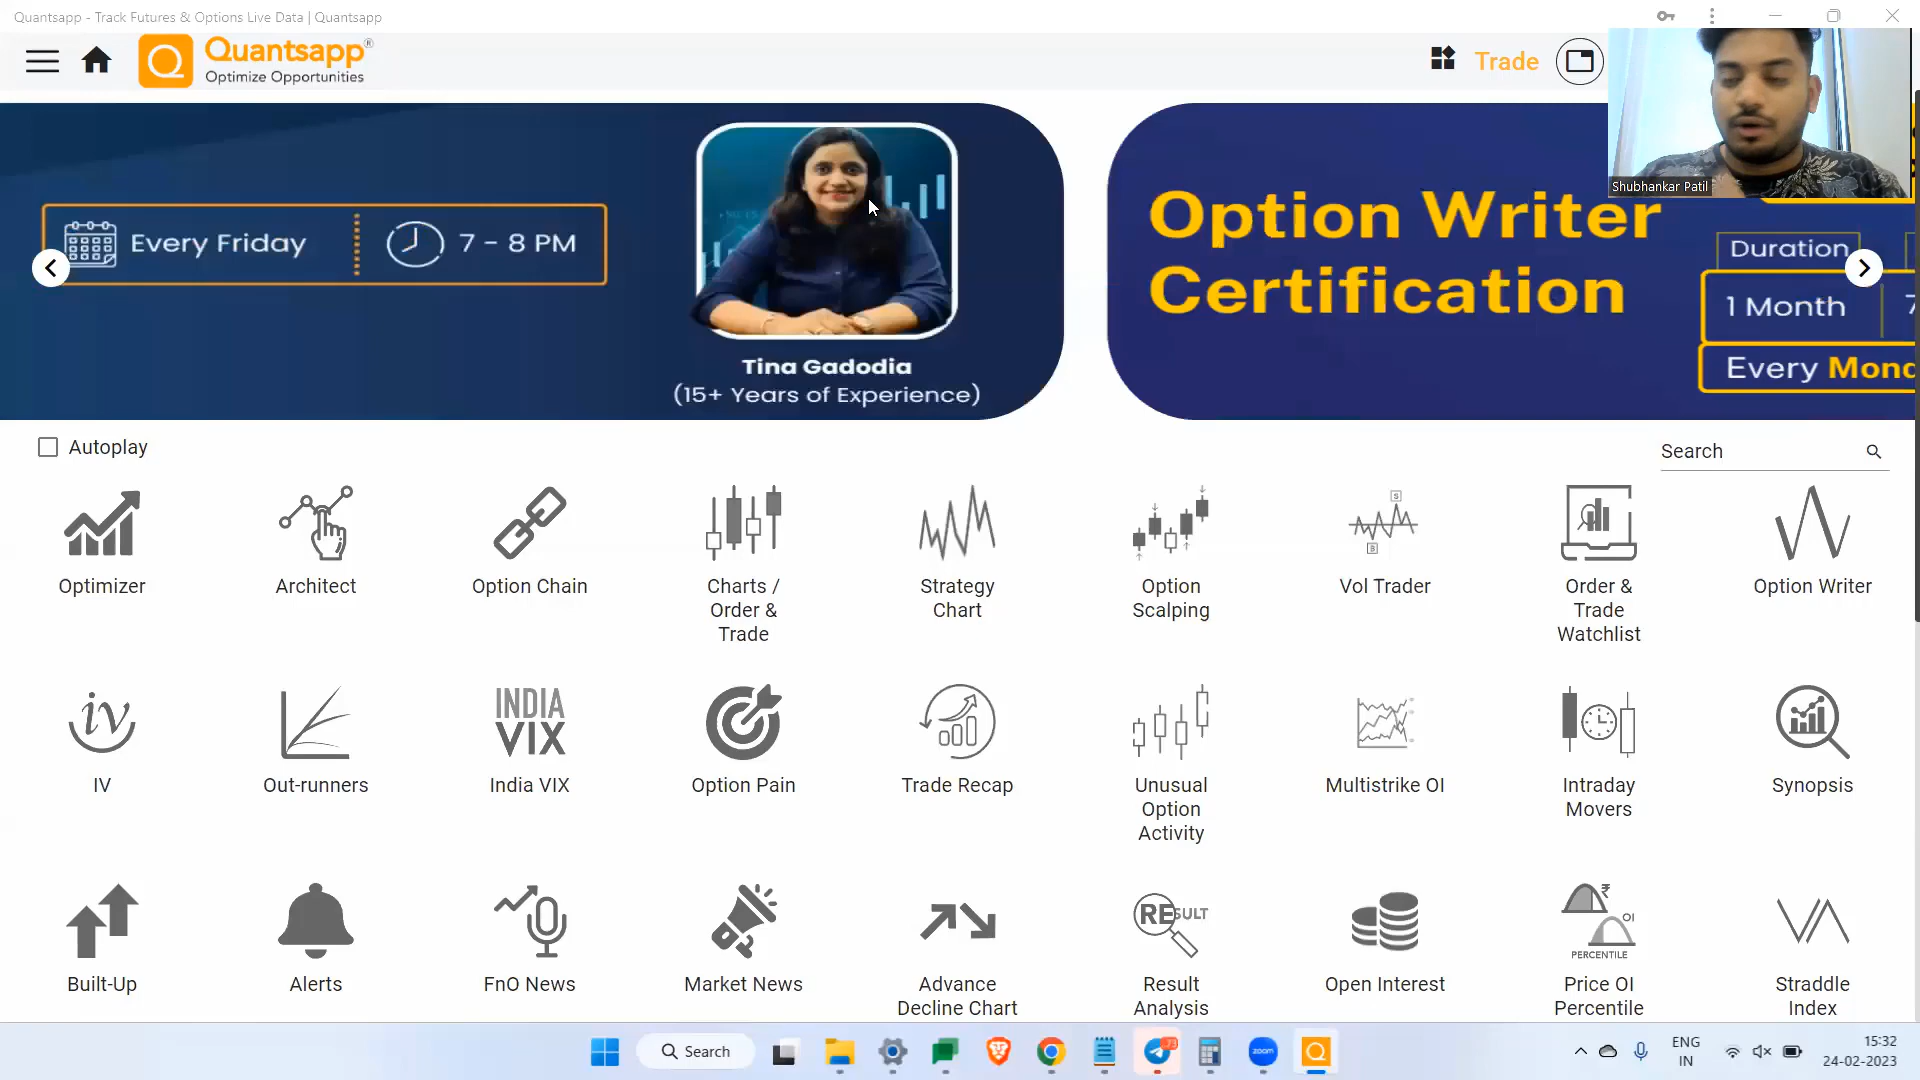 Quantsapp - Track Futures & Options Live Data | Quantsapp
Quantsapp®
Optimize Opportunities
Trade
Shubhankar Patil
Every Friday
7 - 8 PM
Tina Gadodia
(15+ Years of Experience)
Option Writer
Certification
Duration
1 Month
Every
Autoplay
Search
Optimizer
Architect
Option Chain
Charts /
Order &
Trade
Strategy
Chart
Option
Scalping
Vol Trader
Order &
Trade
Watchlist
Option Writer
iv
IV
Out-runners
INDIA
VIX
India VIX
Option Pain
Trade Recap
Unusual
Option
Activity
Multistrike OI
Intraday
Movers
Synopsis
Built-Up
Alerts
FnO News
Market News
Advance
Decline Chart
RESULT
Result
Analysis
Open Interest
₹
OI
PERCENTILE
Price OI
Percentile
Straddle
Index
Search
zoom
ENG
IN
15:32
24-02-2023